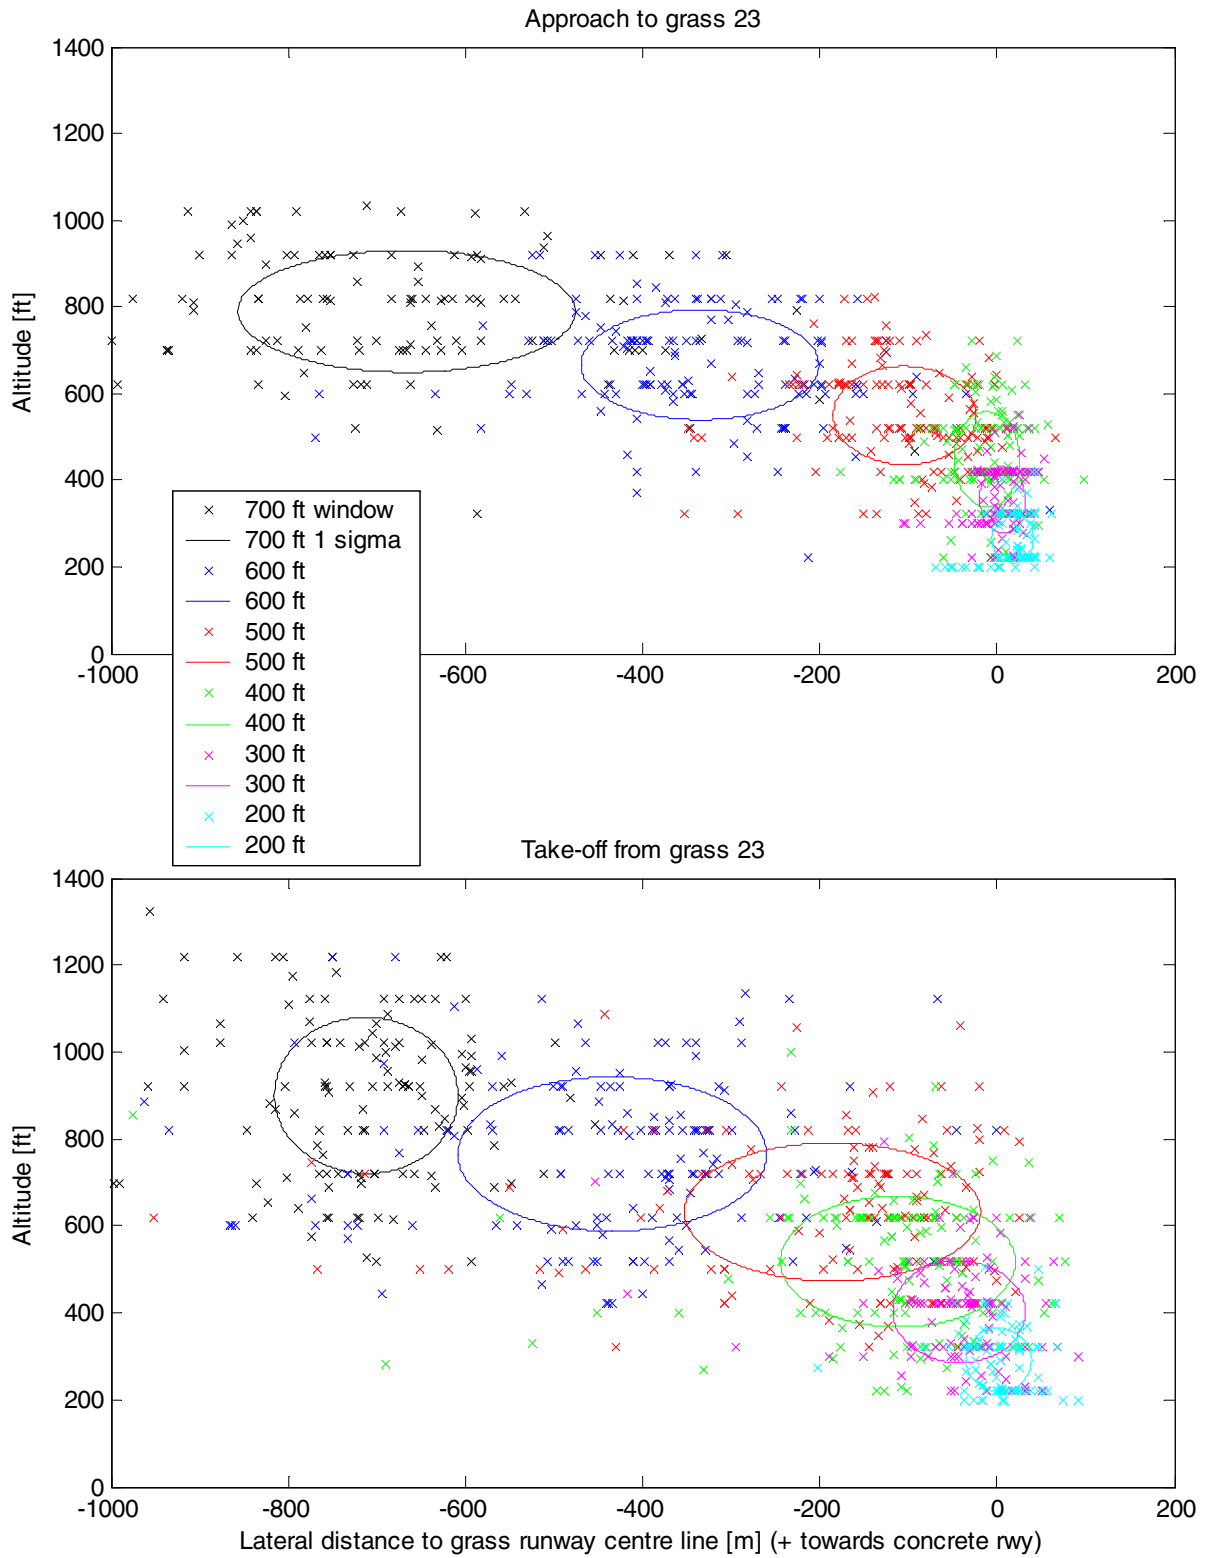 Approach to grass 23
1400
1200
1000
800
600
400
200
0
Altitude [ft]
-1000
-600
-400
-200
0
200
700 ft window
700 ft 1 sigma
600 ft
600 ft
500 ft
500 ft
400 ft
400 ft
300 ft
300 ft
200 ft
200 ft
Take-off from grass 23
1400
1200
1000
800
600
400
200
0
Altitude [ft]
-1000
-800
-600
-400
-200
0
200
Lateral distance to grass runway centre line [m] (+ towards concrete rwy)